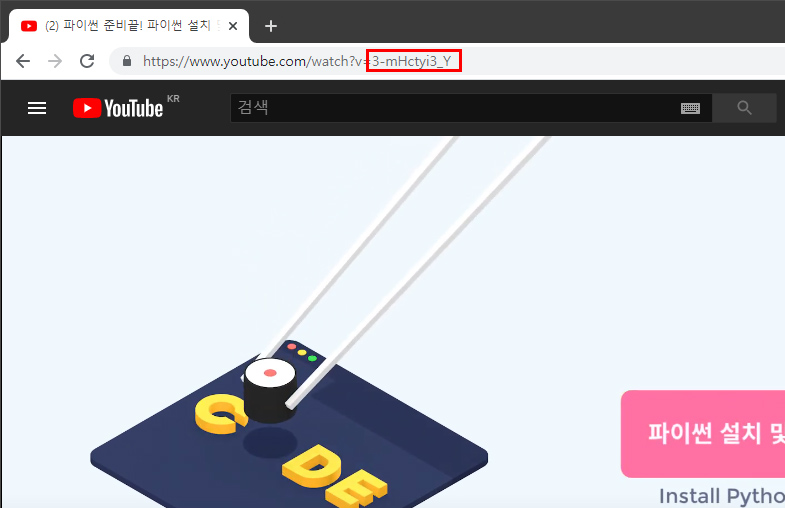 (2) 파이썬 준비끝! 파이썬 설치
https://www.youtube.com/watch?v=3-mHctyi3_Y
YouTube KR
검색
C DE
파이썬 설치 및
Install Pytho